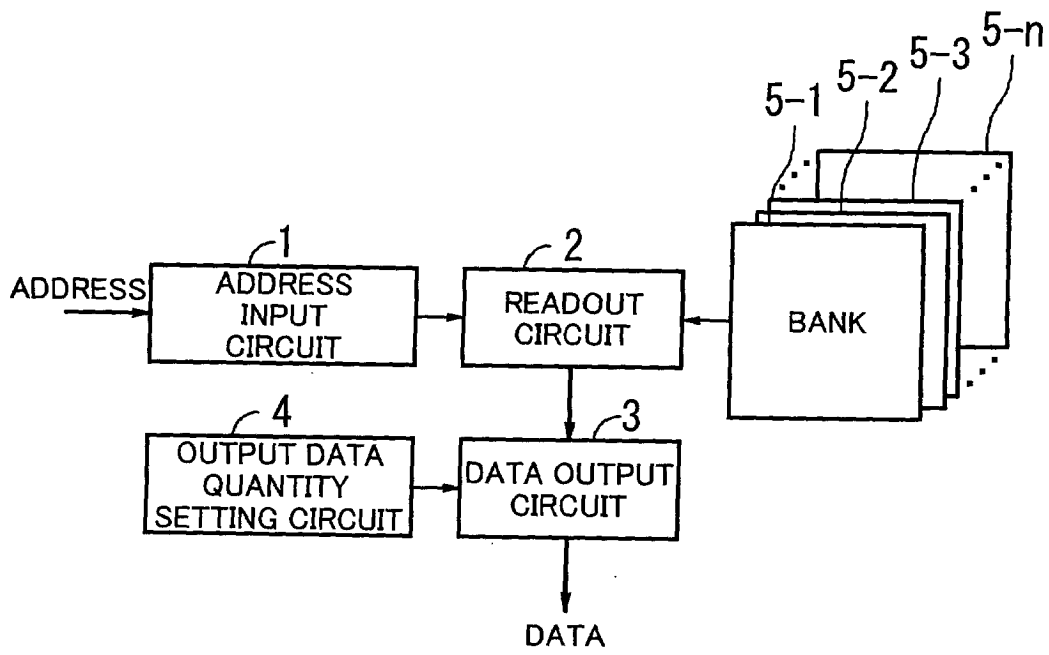 5-n
5-3
5-2
5-1
1
2
ADDRESS
ADDRESS
INPUT
CIRCUIT
READOUT
CIRCUIT
BANK
4
3
OUTPUT DATA
QUANTITY
SETTING CIRCUIT
DATA OUTPUT
CIRCUIT
DATA